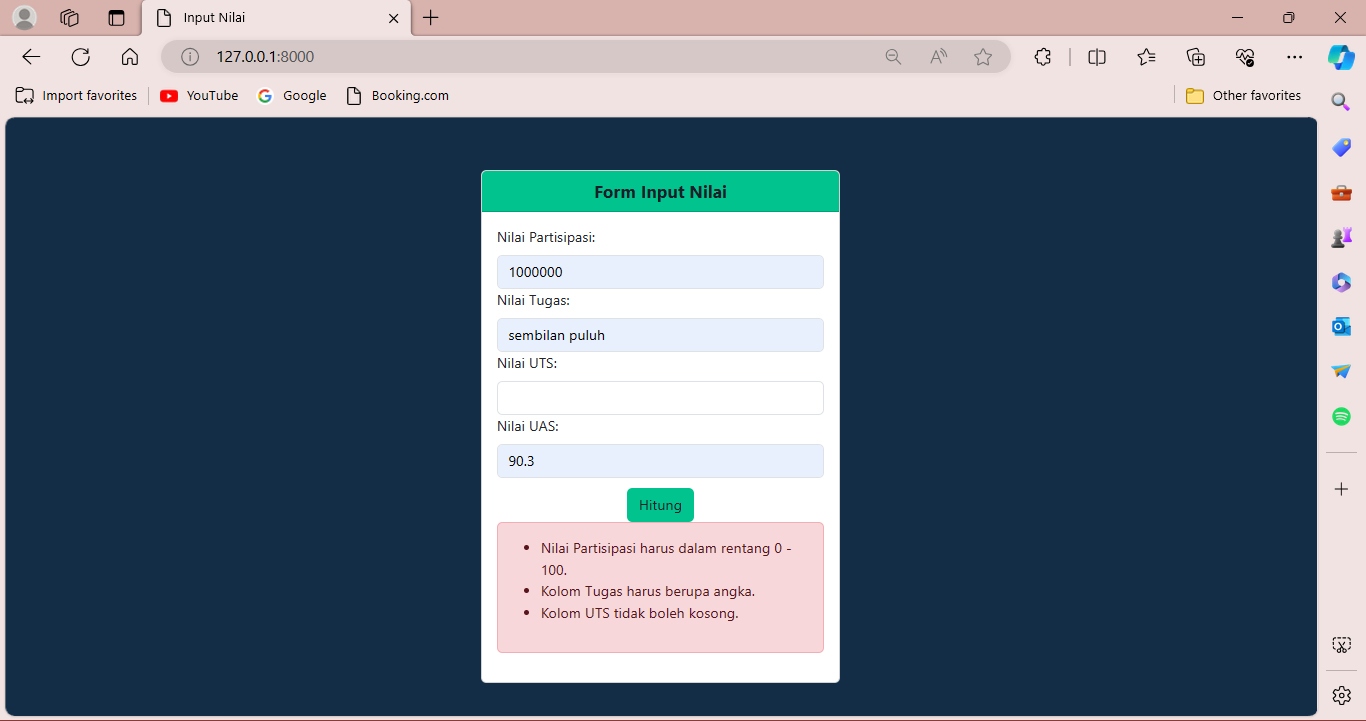 Input Nilai
127.0.0.1:8000
Import favorites
YouTube
Google
Booking.com
Other favorites
Form Input Nilai
Nilai Partisipasi:
1000000
Nilai Tugas:
sembilan puluh
Nilai UTS:
Nilai UAS:
90.3
Hitung
Nilai Partisipasi harus dalam rentang 0 -
100.
Kolom Tugas harus berupa angka.
Kolom UTS tidak boleh kosong.